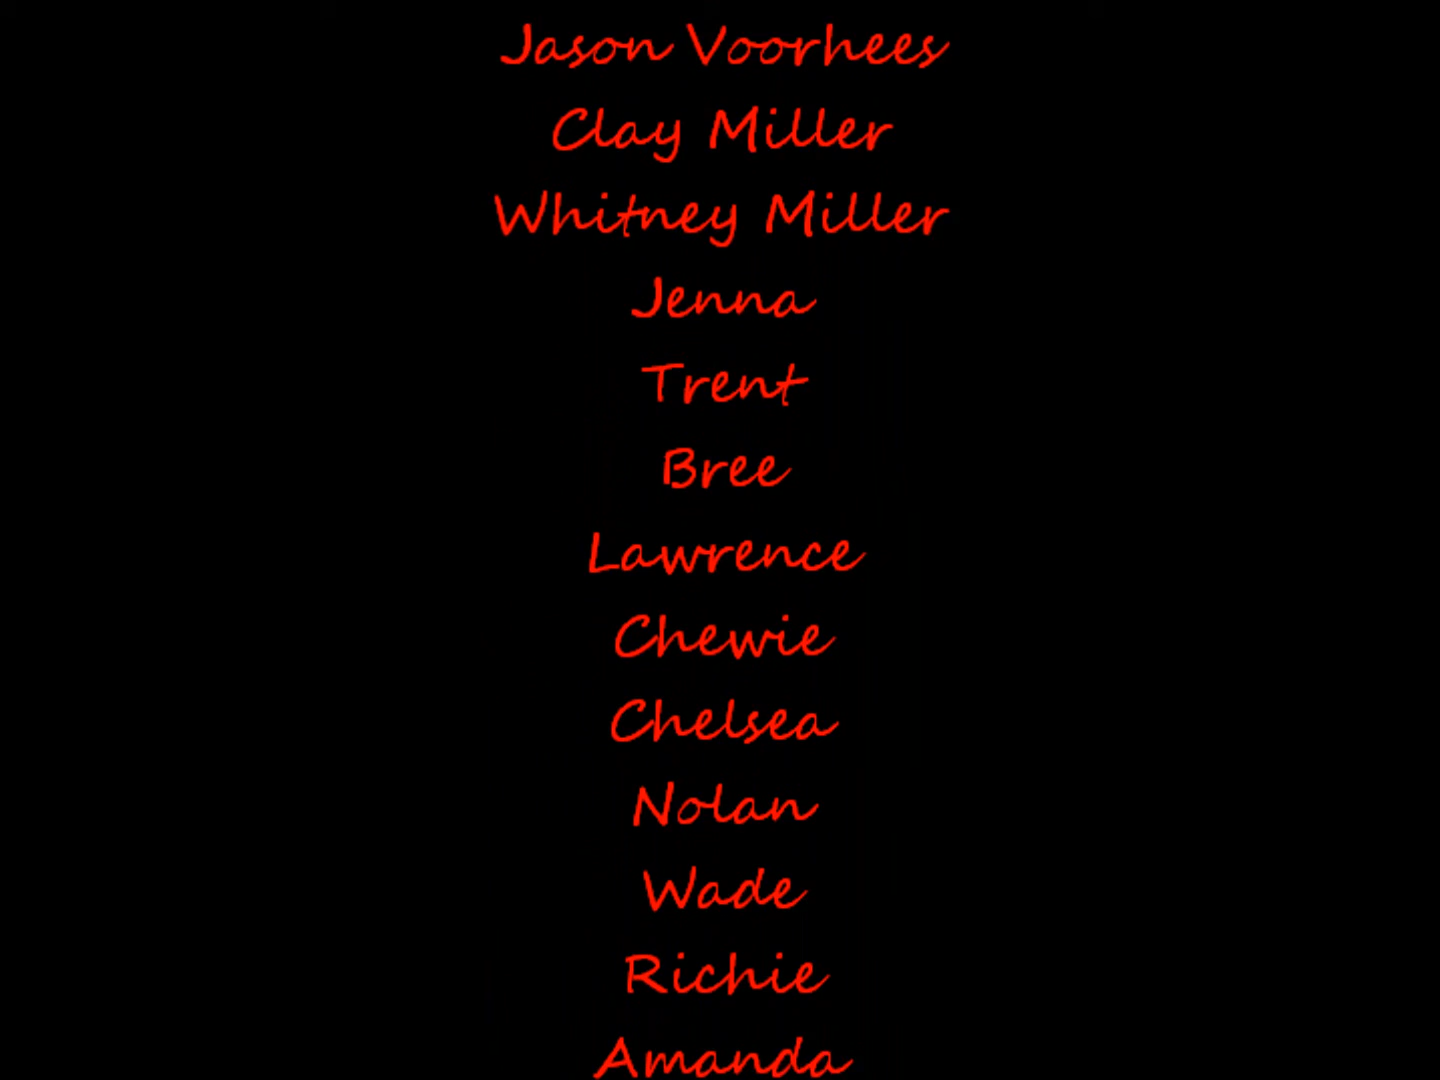 Jason Voorhees
Clay Miller
Whitney Miller
Jenna
Trent
Bree
Lawrence
Chewie
Chelsea
Nolan
Wade
Richie
Amanda